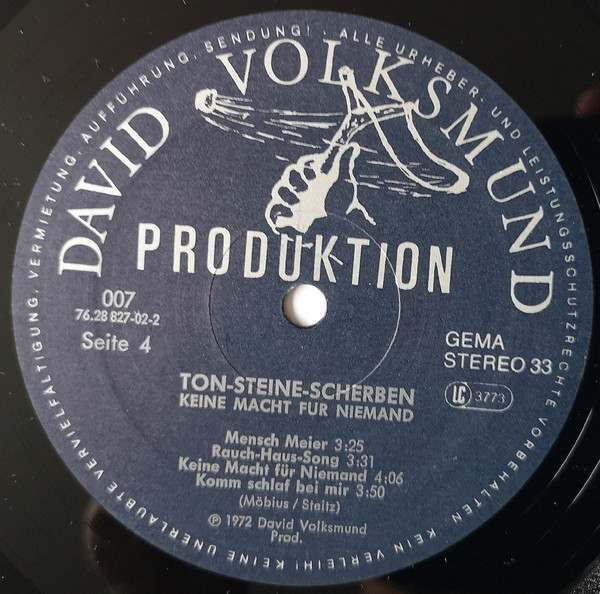 DAVID VOLKSMUND
PRODUKTION
007
76.28 827-02-2
Seite 4
GEMA
STEREO 33
LC 3773
TON-STEINE-SCHERBEN
KEINE MACHT FÜR NIEMAND
Mensch Meier 3:25
Rauch-Haus-Song 3:31
Keine Macht für Niemand 4:06
Komm schlaf bei mir 3:50
(Möbius / Steitz)
℗ 1972 David Volksmund
Prod.
KEINE UNERLAUBTE VERVIELFÄLTIGUNG, VERMIETUNG, AUFFÜHRUNG, SENDUNG! . ALLE URHEBER. UND LEISTUNGSSCHUTZRECHTE VORBEHALTEN. KEIN VERLEIH!